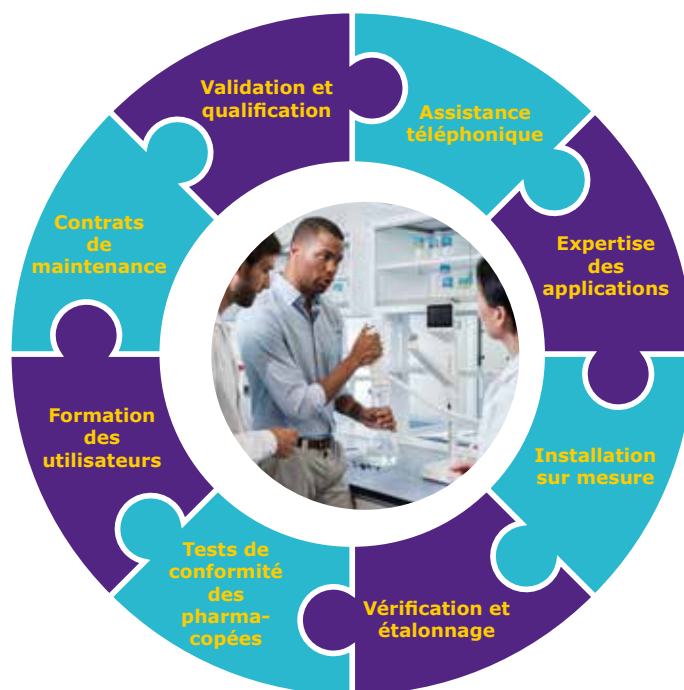 Validation et
qualification
Assistance
téléphonique
Expertise
des
applications
Installation
sur mesure
Vérification et
étalonnage
Tests de
conformité
des
pharma-
copées
Formation
des
utilisateurs
Contrats
de
maintenance